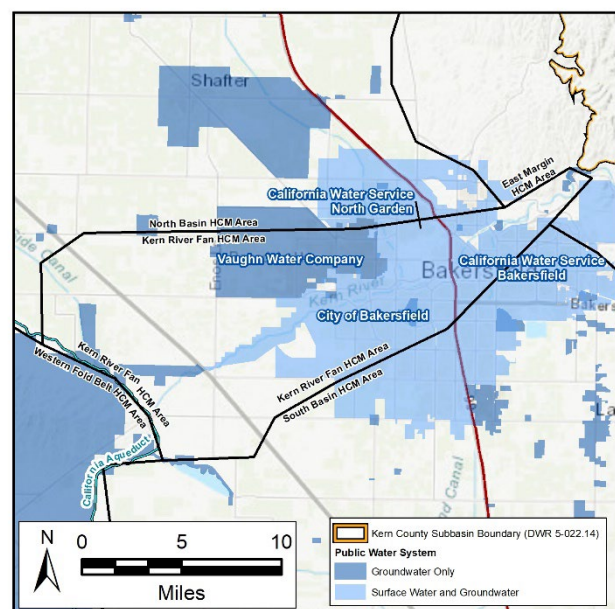 Shafter
East Margin
HCM Area
California Water Service
North Garden
North Basin HCM Area
Kern River Fan HCM Area
Vaughn Water Company
Kern River
Bakersfield
California Water Service
Bakersfield
City of Bakersfield
Kern River Fan HCM Area
South Basin HCM Area
Kern River Fan
HCM Area
Western Fold Belt HCM Area
California Aqueduct
Canal
N
0 5 10
Miles
Kern County Subbasin Boundary (DWR 5-022.14)
Public Water System
Groundwater Only
Surface Water and Groundwater